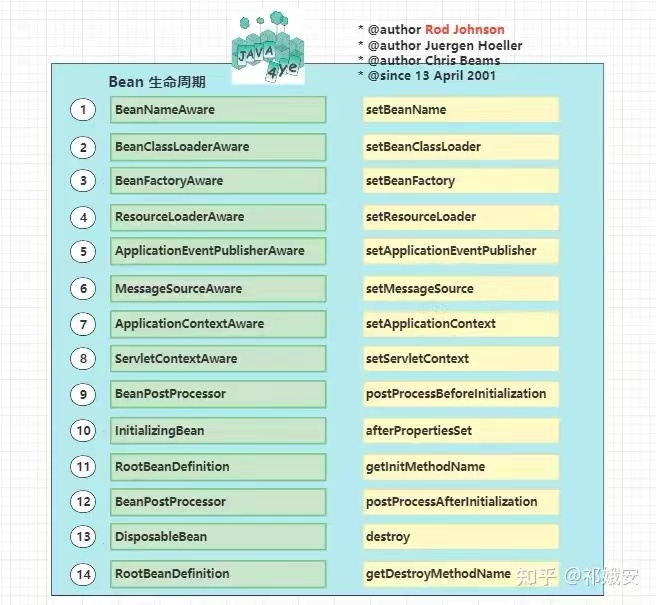 JAVA
4ye
* @author Rod Johnson
* @author Juergen Hoeller
* @author Chris Beams
* @since 13 April 2001
Bean 生命周期
1 BeanNameAware setBeanName
2 BeanClassLoaderAware setBeanClassLoader
3 BeanFactoryAware setBeanFactory
4 ResourceLoaderAware setResourceLoader
5 ApplicationEventPublisherAware setApplicationEventPublisher
6 MessageSourceAware setMessageSource
7 ApplicationContextAware setApplicationContext
8 ServletContextAware setServletContext
9 BeanPostProcessor postProcessBeforeInitialization
10 InitializingBean afterPropertiesSet
11 RootBeanDefinition getInitMethodName
12 BeanPostProcessor postProcessAfterInitialization
13 DisposableBean destroy
14 RootBeanDefinition getDestroyMethodName
知乎 @祁娥安